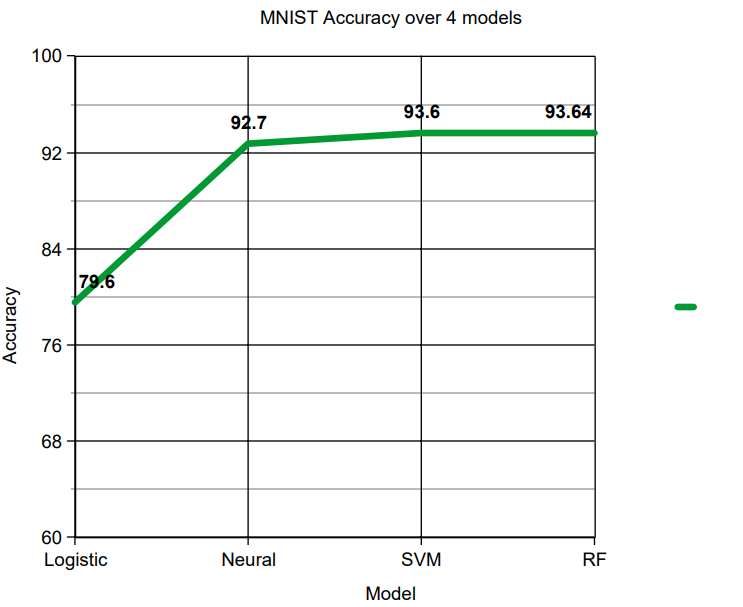 MNIST Accuracy over 4 models
100
92
84
76
68
60
Accuracy
79.6
92.7
93.6
93.64
Logistic
Neural
SVM
RF
Model